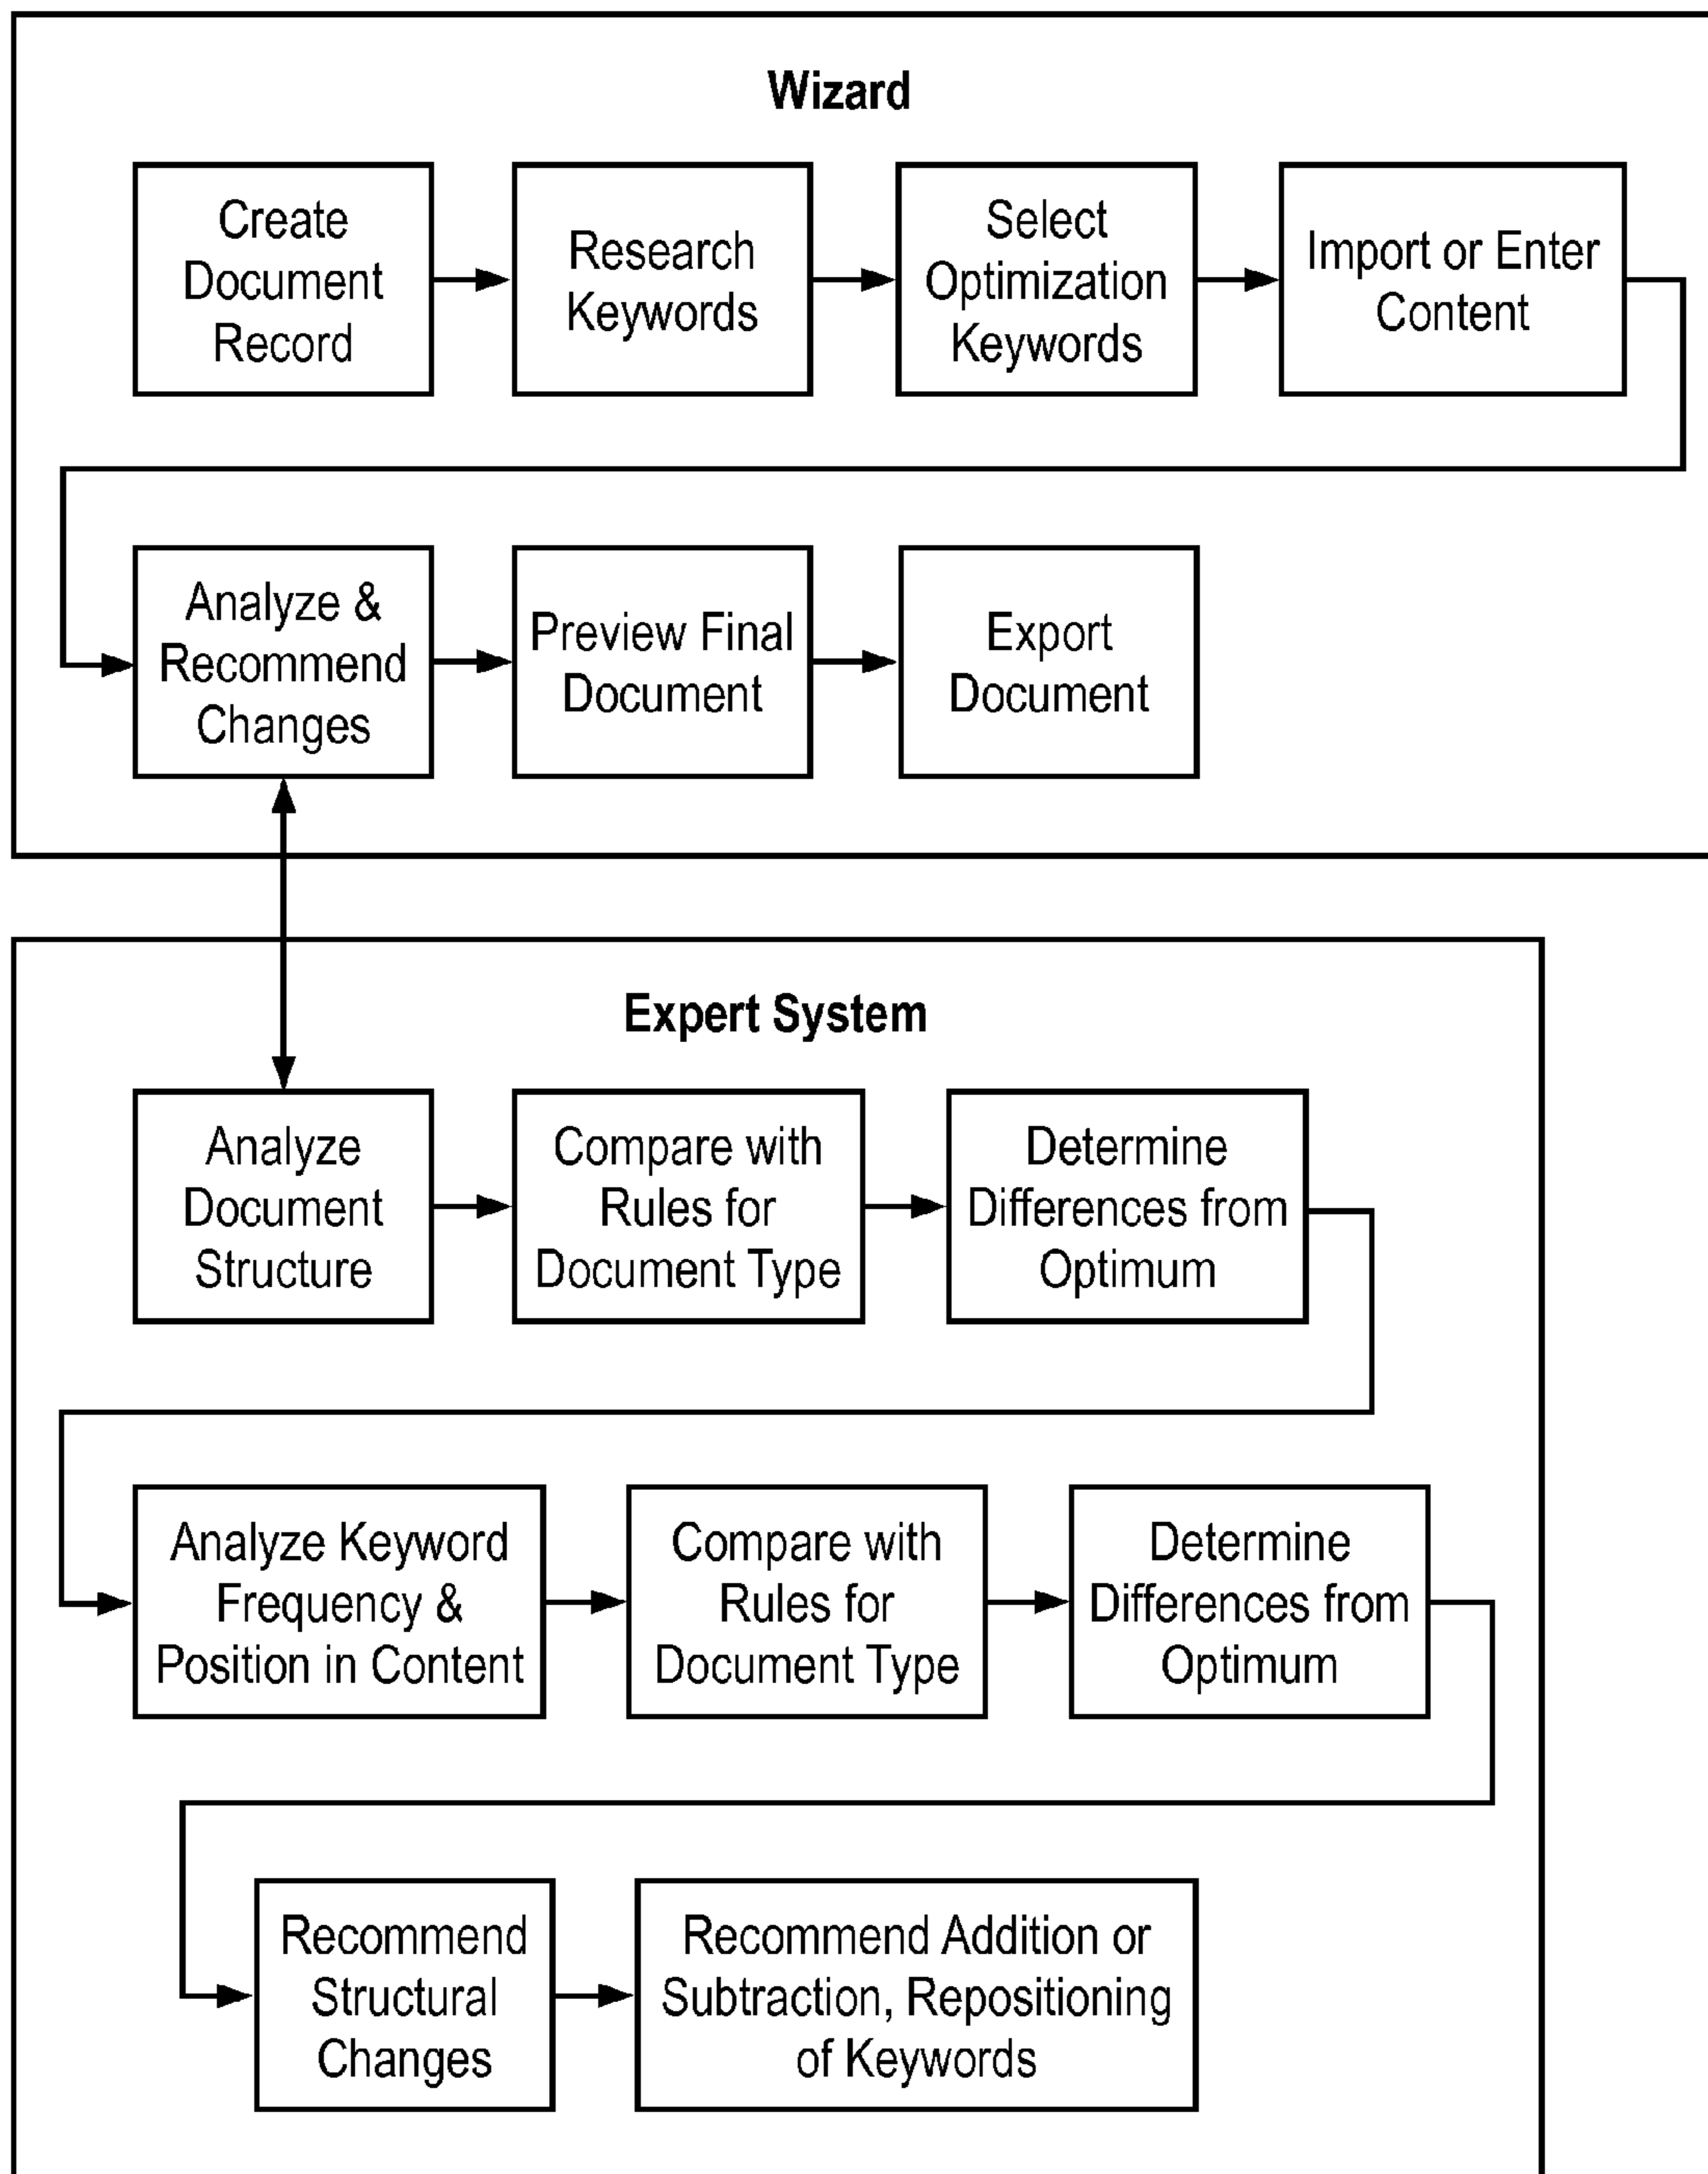 Wizard
Create
Document
Record
Research
Keywords
Select
Optimization
Keywords
Import or Enter
Content
Analyze &
Recommend
Changes
Preview Final
Document
Export
Document
Expert System
Analyze
Document
Structure
Compare with
Rules for
Document Type
Determine
Differences from
Optimum
Analyze Keyword
Frequency &
Position in Content
Compare with
Rules for
Document Type
Determine
Differences from
Optimum
Recommend
Structural
Changes
Recommend Addition or
Subtraction, Repositioning
of Keywords